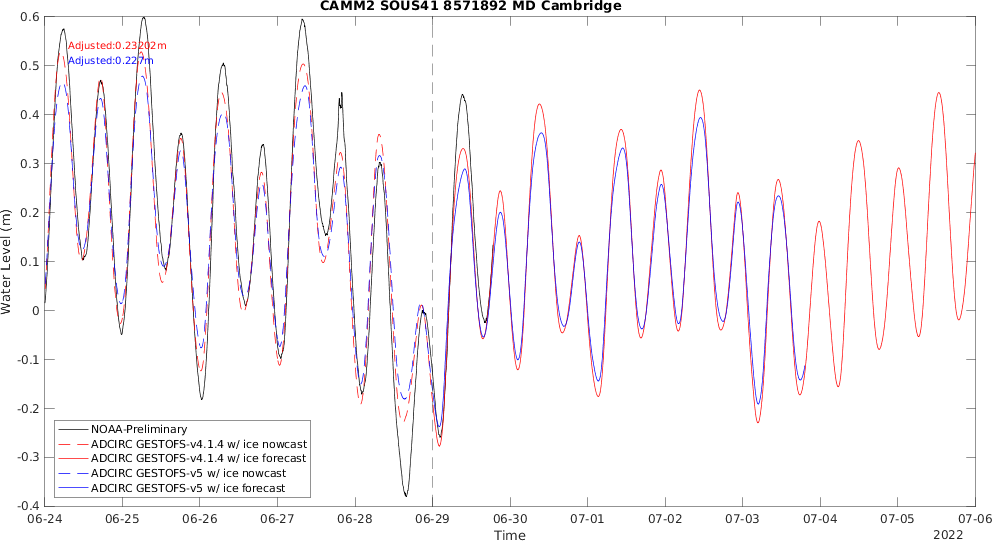 CAMM2 SOUS41 8571892 MD Cambridge
0.6
0.5
0.4
0.3
0.2
0.1
0
-0.1
-0.2
-0.3
-0.4
Water Level (m)
Adjusted:0.23202m
Adjusted:0.227m
NOAA-Preliminary
ADCIRC GESTOFS-v4.1.4 w/ ice nowcast
ADCIRC GESTOFS-v4.1.4 w/ ice forecast
ADCIRC GESTOFS-v5 w/ ice nowcast
ADCIRC GESTOFS-v5 w/ ice forecast
06-24 06-25 06-26 06-27 06-28 06-29 06-30 07-01 07-02 07-03 07-04 07-05 07-06
Time
2022